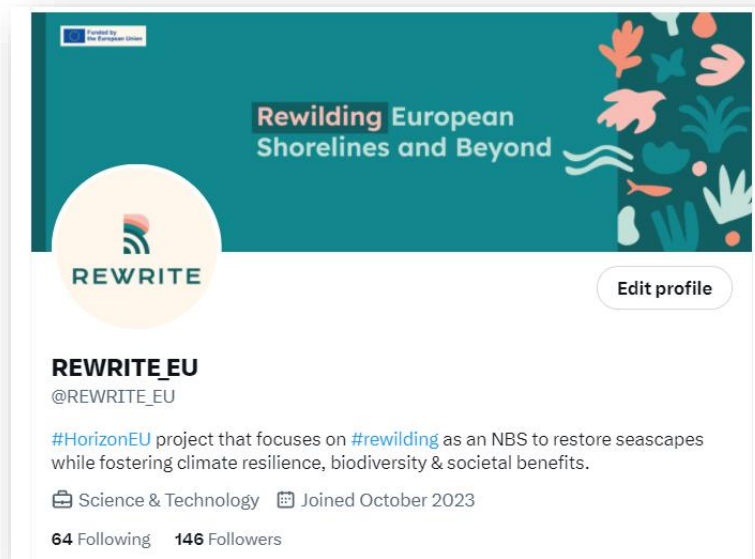 Funded by
the European Union
Rewilding European
Shorelines and Beyond
REWRITE
Edit profile
REWRITE_EU
@REWRITE_EU
#HorizonEU project that focuses on #rewilding as an NBS to restore seascapes
while fostering climate resilience, biodiversity & societal benefits.
Science & Technology Joined October 2023
64 Following 146 Followers